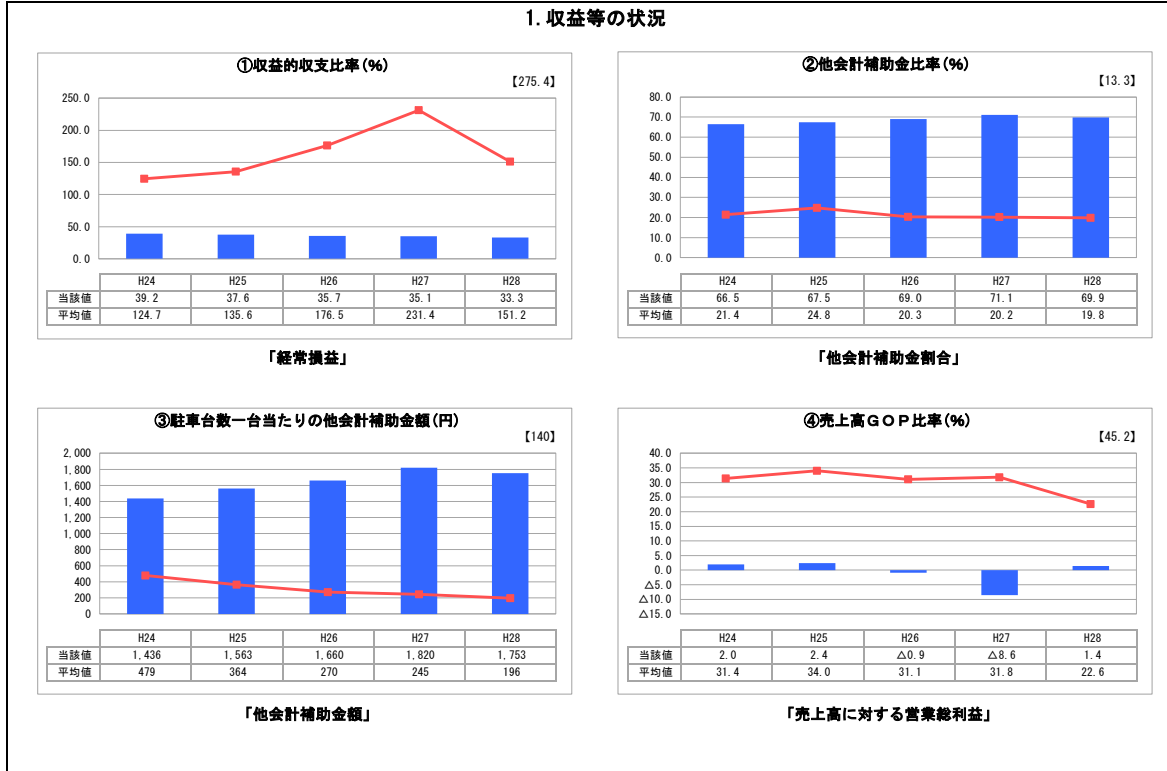 1. 収益等の状況
①収益的収支比率(%)
【275.4】
250.0
200.0
150.0
100.0
50.0
0.0
H24 H25 H26 H27 H28
当該値 39.2 37.6 35.7 35.1 33.3
平均値 124.7 135.6 176.5 231.4 151.2
「経常損益」
②他会計補助金比率(%)
【13.3】
80.0
70.0
60.0
50.0
40.0
30.0
20.0
10.0
0.0
H24 H25 H26 H27 H28
当該値 66.5 67.5 69.0 71.1 69.9
平均値 21.4 24.8 20.3 20.2 19.8
「他会計補助金割合」
③駐車台数一台当たりの他会計補助金額(円)
【140】
2,000
1,800
1,600
1,400
1,200
1,000
800
600
400
200
0
H24 H25 H26 H27 H28
当該値 1,436 1,563 1,660 1,820 1,753
平均値 479 364 270 245 196
「他会計補助金額」
④売上高ＧＯＰ比率(%)
【45.2】
40.0
35.0
30.0
25.0
20.0
15.0
10.0
5.0
0.0
△5.0
△10.0
△15.0
H24 H25 H26 H27 H28
当該値 2.0 2.4 △0.9 △8.6 1.4
平均値 31.4 34.0 31.1 31.8 22.6
「売上高に対する営業総利益」